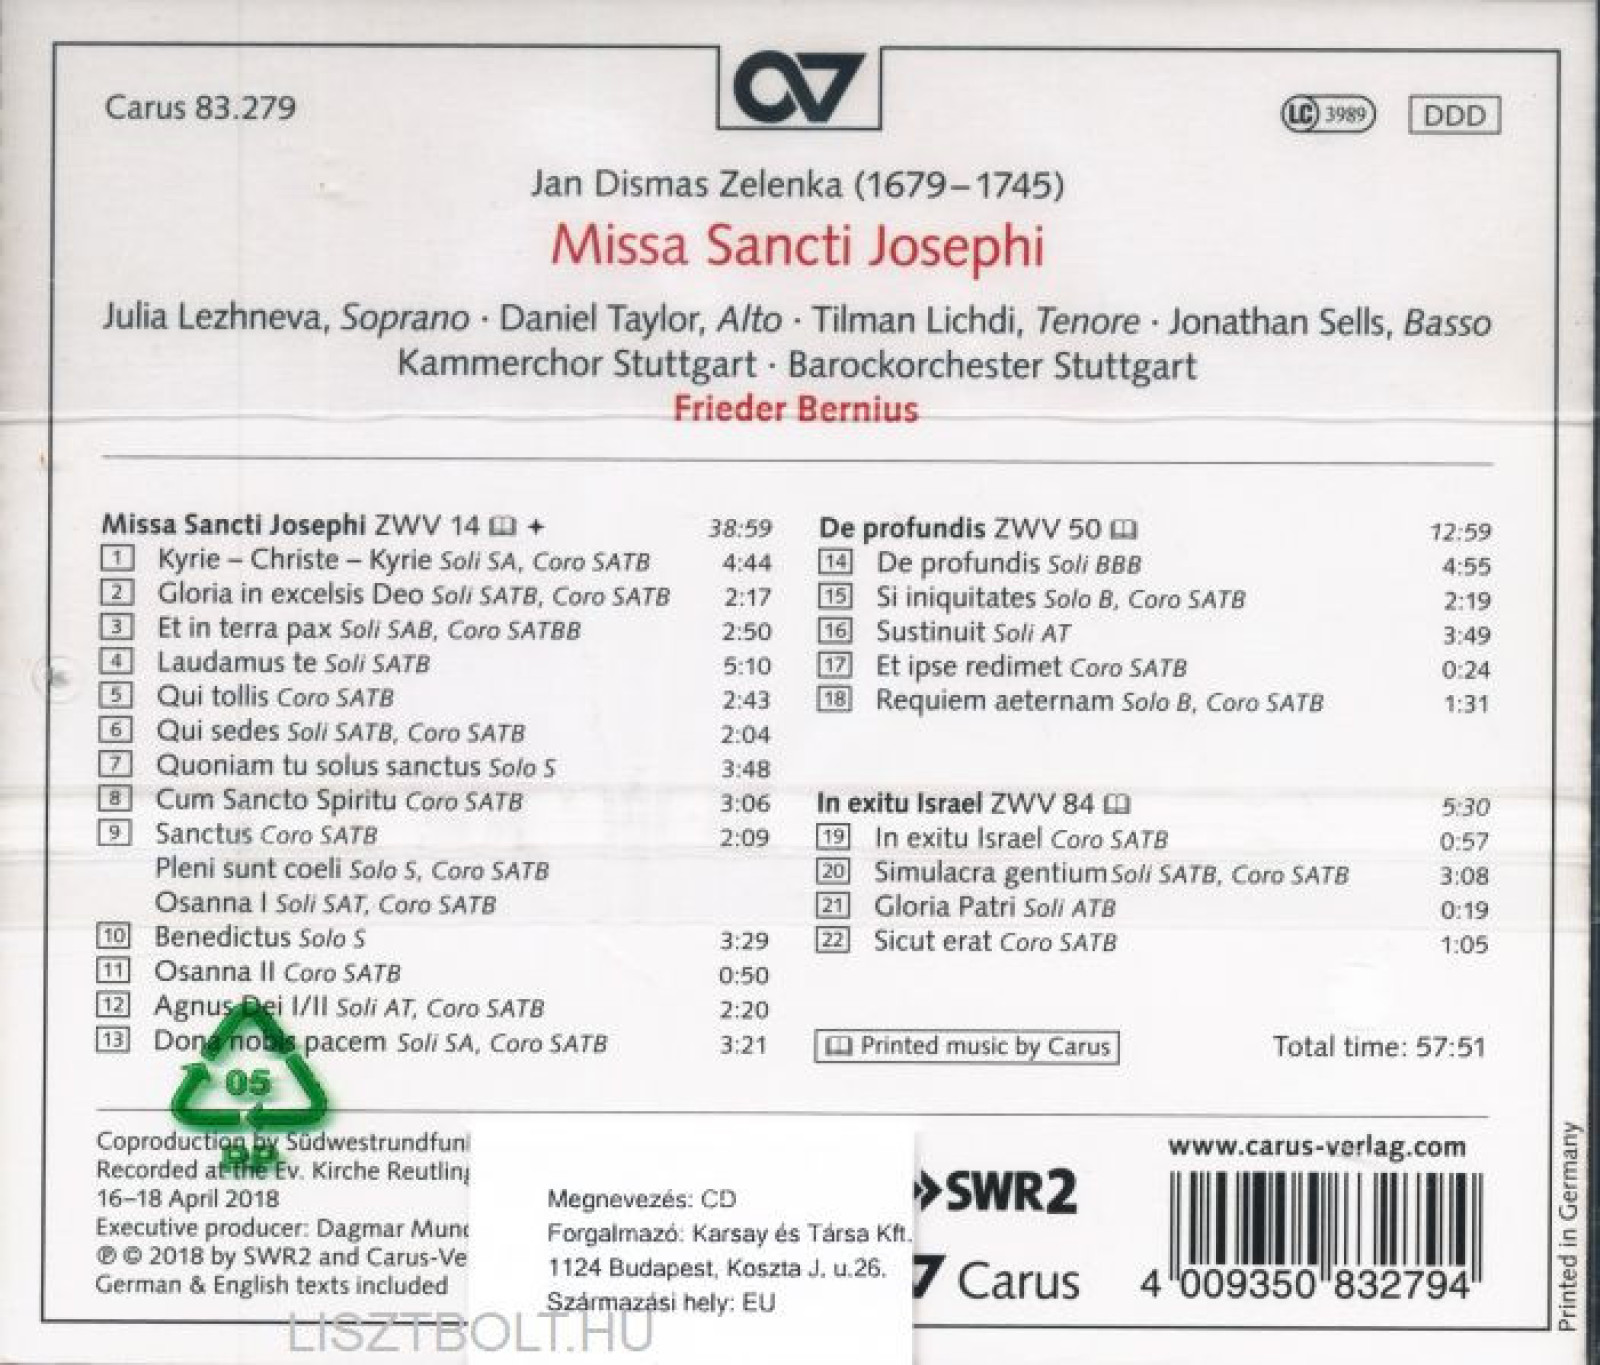 Carus 83.279
LC 3989
DDD
Jan Dismas Zelenka (1679–1745)
Missa Sancti Josephi
Julia Lezhneva, Soprano · Daniel Taylor, Alto · Tilman Lichdi, Tenore · Jonathan Sells, Basso
Kammerchor Stuttgart · Barockorchester Stuttgart
Frieder Bernius
Missa Sancti Josephi ZWV 14 38:59
1 Kyrie – Christe – Kyrie Soli SA, Coro SATB 4:44
2 Gloria in excelsis Deo Soli SATB, Coro SATB 2:17
3 Et in terra pax Soli SAB, Coro SATBB 2:50
4 Laudamus te Soli SATB 5:10
5 Qui tollis Coro SATB 2:43
6 Qui sedes Soli SATB, Coro SATB 2:04
7 Quoniam tu solus sanctus Solo S 3:48
8 Cum Sancto Spiritu Coro SATB 3:06
9 Sanctus Coro SATB 2:09
Pleni sunt coeli Solo S, Coro SATB
Osanna I Soli SAT, Coro SATB
10 Benedictus Solo S 3:29
11 Osanna II Coro SATB 0:50
12 Agnus Dei I/II Soli AT, Coro SATB 2:20
13 Dona nobis pacem Soli SA, Coro SATB 3:21
De profundis ZWV 50 12:59
14 De profundis Soli BBB 4:55
15 Si iniquitates Solo B, Coro SATB 2:19
16 Sustinuit Soli AT 3:49
17 Et ipse redimet Coro SATB 0:24
18 Requiem aeternam Solo B, Coro SATB 1:31
In exitu Israel ZWV 84 5:30
19 In exitu Israel Coro SATB 0:57
20 Simulacra gentium Soli SATB, Coro SATB 3:08
21 Gloria Patri Soli ATB 0:19
22 Sicut erat Coro SATB 1:05
Printed music by Carus
Total time: 57:51
05
PP
Coproduction by Südwestrundfun
Recorded at the Ev. Kirche Reutling
16–18 April 2018
Executive producer: Dagmar Mun
℗ © 2018 by SWR2 and Carus-Ve
German & English texts included
Megnevezés: CD
Forgalmazó: Karsay és Társa Kft.
1124 Budapest, Koszta J. u.26.
Származási hely: EU
SWR2
Carus
www.carus-verlag.com
4 009350 832794
Printed in Germany
LISZTBOLT.HU